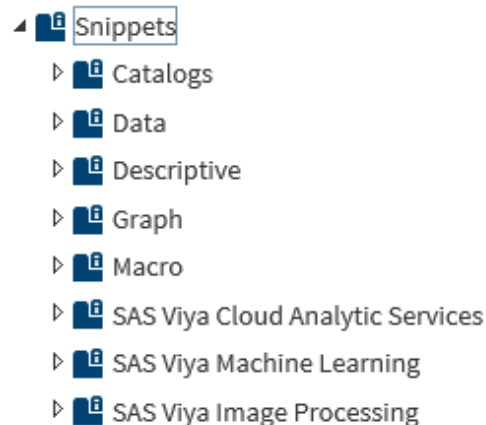 Snippets
Catalogs
Data
Descriptive
Graph
Macro
SAS Viya Cloud Analytic Services
SAS Viya Machine Learning
SAS Viya Image Processing